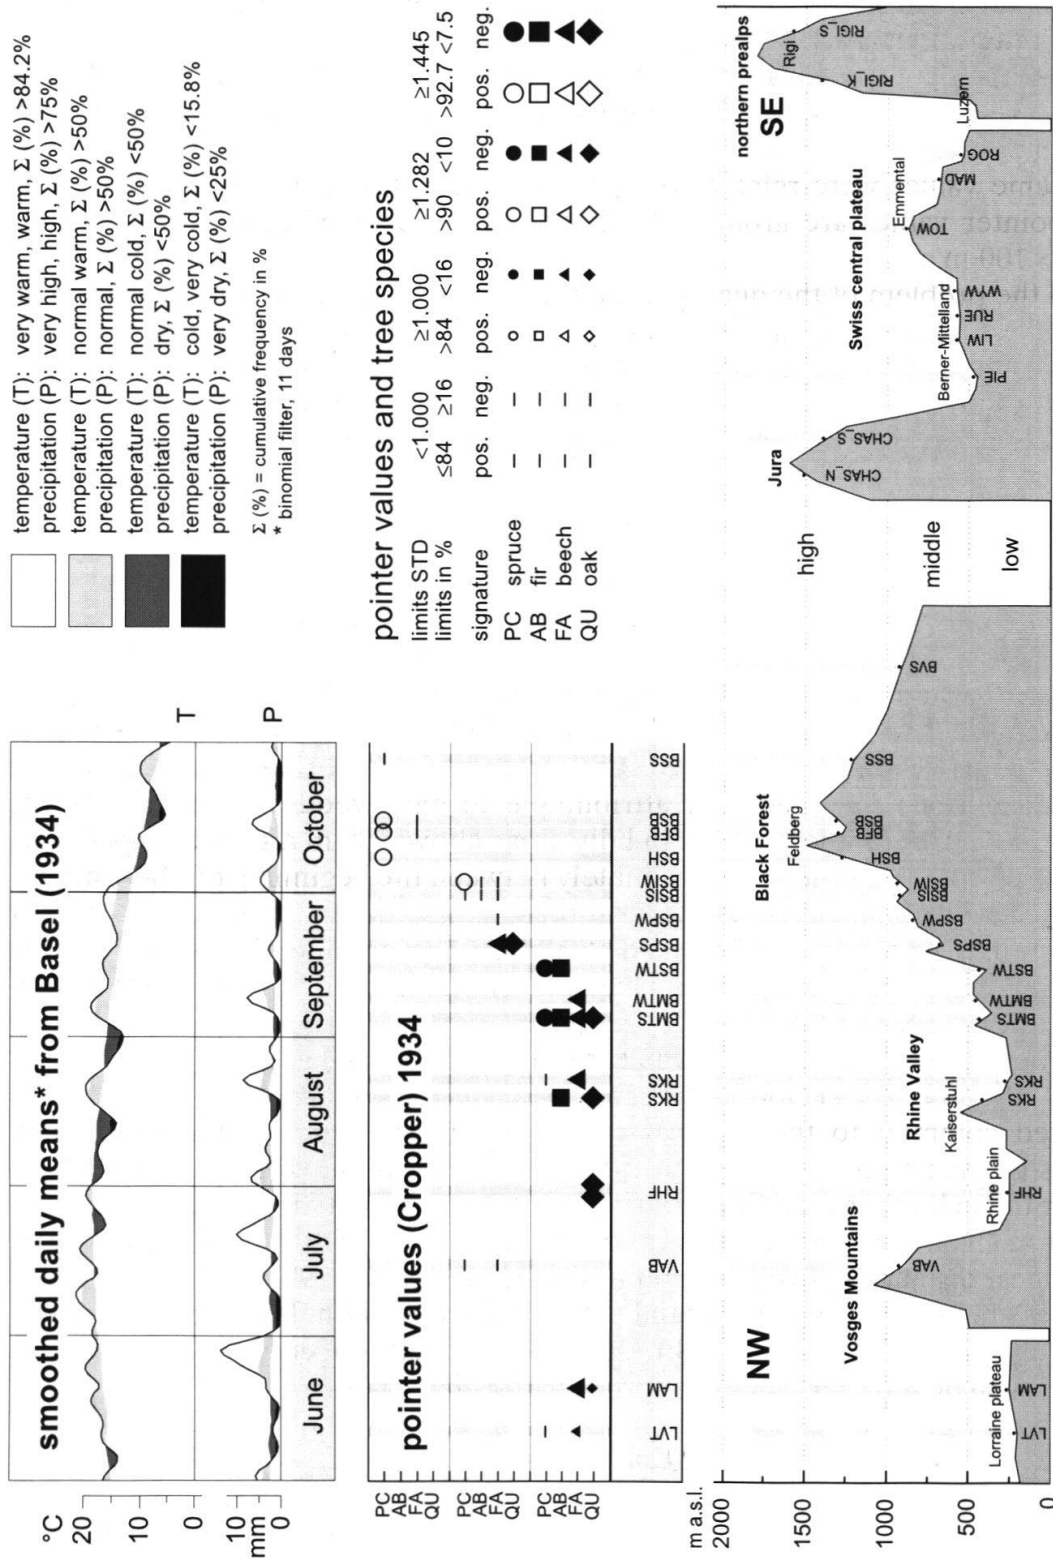 smoothed daily means* from Basel (1934)
°C
20
10
0
10
mm
0
T
P
June July August September October
temperature (T): very warm, warm, Σ (%) >84.2%
precipitation (P): very high, high, Σ (%) >75%
temperature (T): normal warm, Σ (%) >50%
precipitation (P): normal, Σ (%) >50%
temperature (T): normal cold, Σ (%) <50%
precipitation (P): dry, Σ (%) <50%
temperature (T): cold, very cold, Σ (%) <15.8%
precipitation (P): very dry, Σ (%) <25%
Σ (%) = cumulative frequency in %
* binomial filter, 11 days
pointer values (Cropper) 1934
PC
AB
FA
QU
PC
AB
FA
QU
PC
AB
FA
QU
LVT LAM VAB RHF RKS RKS BMTS BMTW BSTW BSPS BSPW BSIS BSIW BSH BFB BSB BSS
pointer values and tree species
limits STD <1.000 ≥1.000 ≥1.282 ≥1.445
limits in % ≤84 ≥16 >84 <16 >90 <10 >92.7 <7.5
signature pos. neg. pos. neg. pos. neg. pos. neg.
PC spruce – –
AB fir – –
FA beech – –
QU oak – –
m a.s.l.
2000
1500
1000
500
0
NW
Vosges Mountains
Rhine Valley
Black Forest
Jura
Swiss central plateau
northern prealps
SE
high
middle
low
Lorraine plateau
Rhine plain
Kaiserstuhl
Feldberg
Berner-Mittelland
Emmental
Luzern
Rigi
LVT LAM VAB RHF RKS RKS BMTS BMTW BSTW BSPS BSPW BSIS BSIW BSH BFB BSB BSS BVS CHAS_N CHAS_S PIE LIW RUE WYW TOW MAD ROG RIGI_K RIGI_S